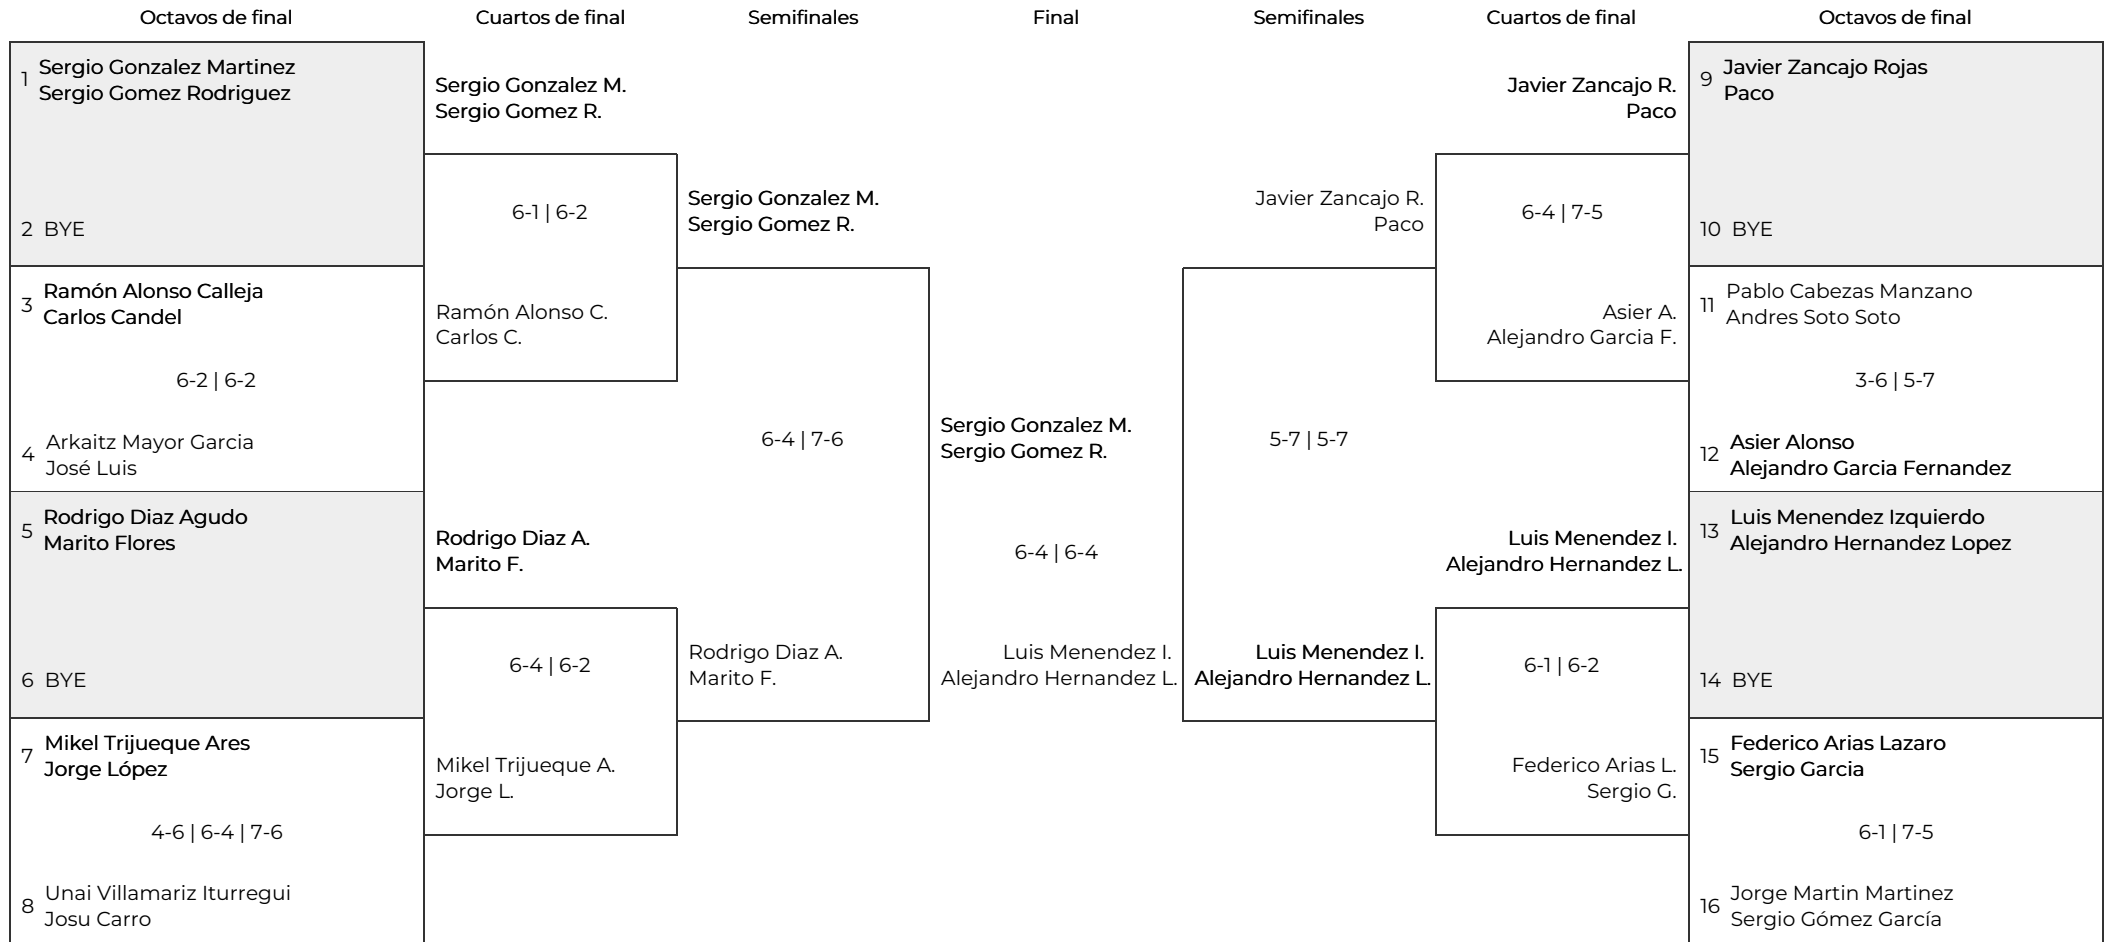 Octavos de final
Cuartos de final
Semifinales
Final
Semifinales
Cuartos de final
Octavos de final
1 Sergio Gonzalez Martinez
Sergio Gomez Rodriguez
2 BYE
3 Ramón Alonso Calleja
Carlos Candel
6-2 | 6-2
4 Arkaitz Mayor Garcia
José Luis
5 Rodrigo Diaz Agudo
Marito Flores
6 BYE
7 Mikel Trijueque Ares
Jorge López
4-6 | 6-4 | 7-6
8 Unai Villamariz Iturregui
Josu Carro
Sergio Gonzalez M.
Sergio Gomez R.
6-1 | 6-2
Ramón Alonso C.
Carlos C.
Rodrigo Diaz A.
Marito F.
6-4 | 6-2
Mikel Trijueque A.
Jorge L.
Sergio Gonzalez M.
Sergio Gomez R.
6-4 | 7-6
Rodrigo Diaz A.
Marito F.
Sergio Gonzalez M.
Sergio Gomez R.
6-4 | 6-4
Luis Menendez I.
Alejandro Hernandez L.
Javier Zancajo R.
Paco
5-7 | 5-7
Luis Menendez I.
Alejandro Hernandez L.
Javier Zancajo R.
Paco
6-4 | 7-5
Asier A.
Alejandro Garcia F.
Luis Menendez I.
Alejandro Hernandez L.
6-1 | 6-2
Federico Arias L.
Sergio G.
9 Javier Zancajo Rojas
Paco
10 BYE
11 Pablo Cabezas Manzano
Andres Soto Soto
3-6 | 5-7
12 Asier Alonso
Alejandro Garcia Fernandez
13 Luis Menendez Izquierdo
Alejandro Hernandez Lopez
14 BYE
15 Federico Arias Lazaro
Sergio Garcia
6-1 | 7-5
16 Jorge Martin Martinez
Sergio Gómez García